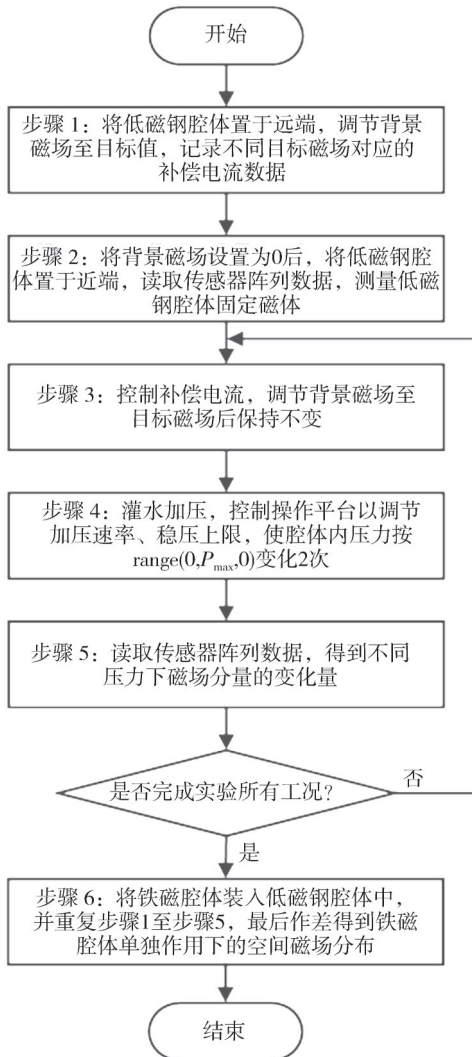 开始
步骤 1：将低磁钢腔体置于远端，调节背景
磁场至目标值，记录不同目标磁场对应的
补偿电流数据
步骤 2：将背景磁场设置为0后，将低磁钢腔
体置于近端，读取传感器阵列数据，测量低磁
钢腔体固定磁体
步骤 3：控制补偿电流，调节背景磁场至
目标磁场后保持不变
步骤 4：灌水加压，控制操作平台以调节
加压速率、稳压上限，使腔体内压力按
range(0,Pmax,0)变化2次
步骤 5：读取传感器阵列数据，得到不同
压力下磁场分量的变化量
是否完成实验所有工况？
否
是
步骤 6：将铁磁腔体装入低磁钢腔体中，
并重复步骤1至步骤5，最后作差得到铁磁
腔体单独作用下的空间磁场分布
结束